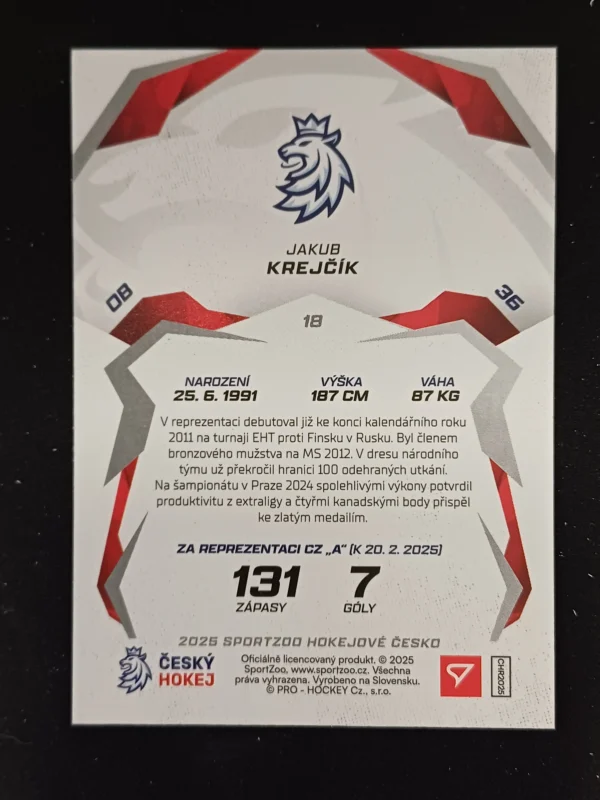 JAKUB
KREJČÍK
OB
36
18
NAROZENÍ VÝŠKA VÁHA
25. 6. 1991 187 CM 87 KG
V reprezentaci debutoval již ke konci kalendářního roku
2011 na turnaji EHT proti Finsku v Rusku. Byl členem
bronzového mužstva na MS 2012. V dresu národního
týmu už překročil hranici 100 odehraných utkání.
Na šampionátu v Praze 2024 spolehlivými výkony potvrdil
produktivitu z extraligy a čtyřmi kanadskými body přispěl
ke zlatým medailím.
ZA REPREZENTACI CZ „A" (K 20. 2. 2025)
131 7
ZÁPASY GÓLY
2025 SPORTZOO HOKEJOVÉ ČESKO
ČESKÝ
HOKEJ
Oficiálně licencovaný produkt. © 2025
SportZoo, www.sportzoo.cz. Všechna
práva vyhrazena. Vyrobeno na Slovensku.
© PRO - HOCKEY Cz., s.r.o.
CHR2025